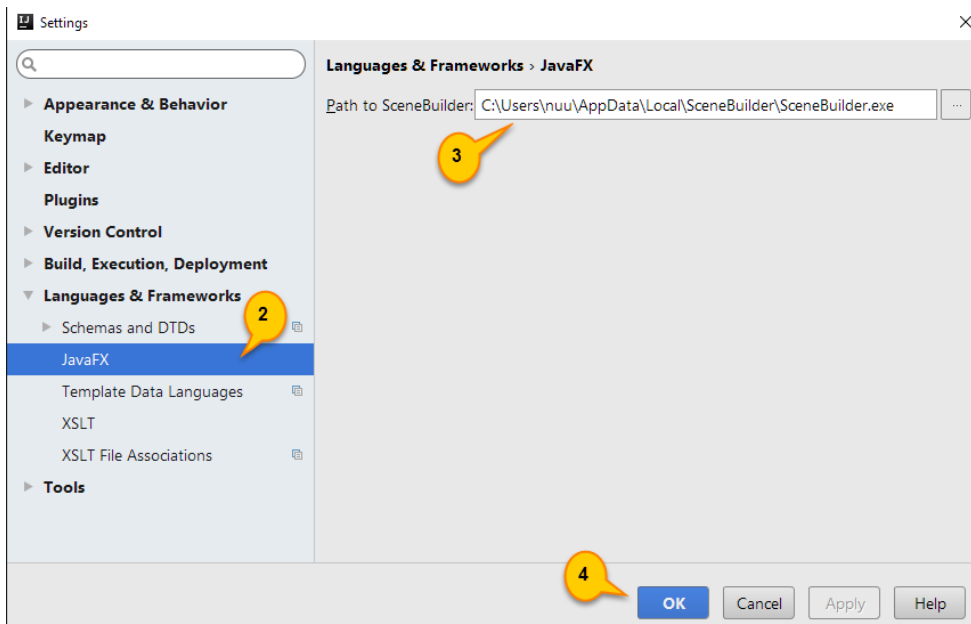 Settings
Languages & Frameworks › JavaFX
Path to SceneBuilder: C:\Users\nuu\AppData\Local\SceneBuilder\SceneBuilder.exe ...
3
Appearance & Behavior
Keymap
Editor
Plugins
Version Control
Build, Execution, Deployment
Languages & Frameworks
2
Schemas and DTDs
JavaFX
Template Data Languages
XSLT
XSLT File Associations
Tools
4
OK Cancel Apply Help